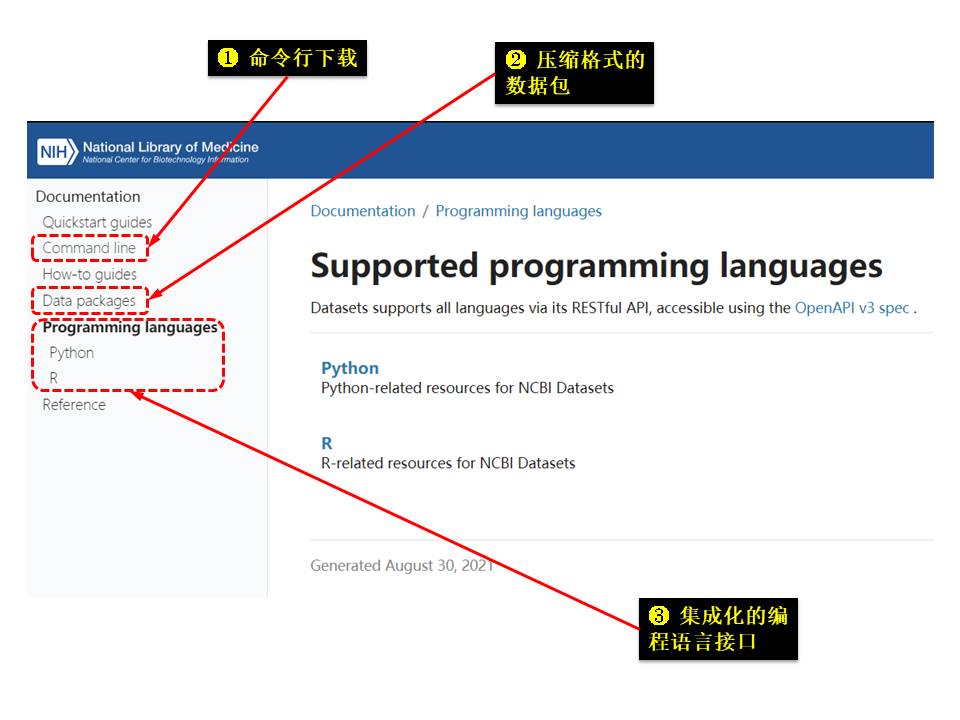 ❶ 命令行下载
❷ 压缩格式的
数据包
NIH National Library of Medicine
National Center for Biotechnology Information
Documentation
Quickstart guides
Command line
How-to guides
Data packages
Programming languages
Python
R
Reference
Documentation / Programming languages
Supported programming languages
Datasets supports all languages via its RESTful API, accessible using the OpenAPI v3 spec .
Python
Python-related resources for NCBI Datasets
R
R-related resources for NCBI Datasets
Generated August 30, 2021
❸ 集成化的编
程语言接口